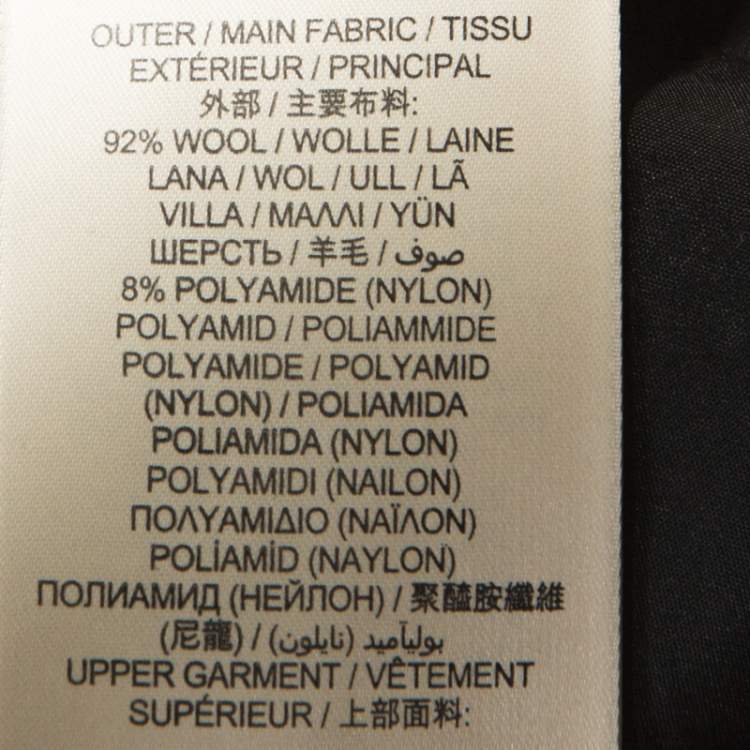 OUTER / MAIN FABRIC / TISSU
EXTÉRIEUR / PRINCIPAL
外部 / 主要布料:
92% WOOL / WOLLE / LAINE
LANA / WOL / ULL / LÃ
VILLA / ΜΑΛΛΙ / YÜN
ШЕРСТЬ / 羊毛 / صوف
8% POLYAMIDE (NYLON)
POLYAMID / POLIAMMIDE
POLYAMIDE / POLYAMID
(NYLON) / POLIAMIDA
POLIAMIDA (NYLON)
POLYAMIDI (NAILON)
ΠΟΛΥΑΜΙΔΙΟ (ΝΑΪΛΟΝ)
POLİAMİD (NAYLON)
ПОЛИАМИД (НЕЙЛОН) / 聚醯胺纖維
(尼龍) / بوليآميد (نايلون)
UPPER GARMENT / VÊTEMENT
SUPÉRIEUR / 上部面料: